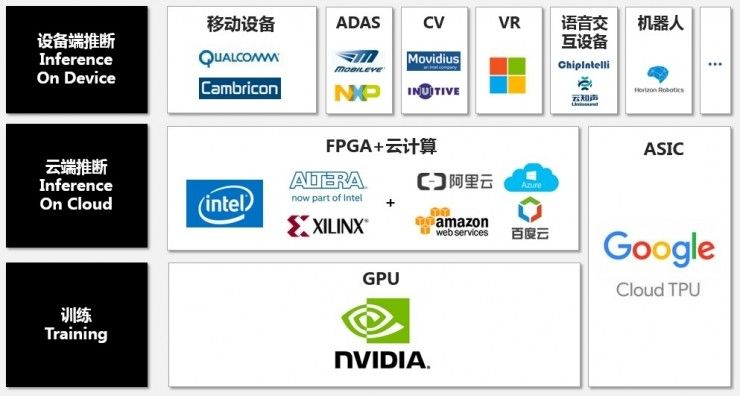 设备端推断
Inference
On Device
移动设备
QUALCOMM
Cambricon
ADAS
MOBILEYE
NXP
CV
Movidius
an Intel company
INUITIVE
VR
语音交
互设备
ChipIntelli
云知声
Unisound
机器人
Horizon Robotics
...
云端推断
Inference
On Cloud
FPGA+云计算
intel
ALTERA
now part of Intel
XILINX
+
阿里云
Azure
amazon
web services
百度云
ASIC
Google
Cloud TPU
训练
Training
GPU
NVIDIA